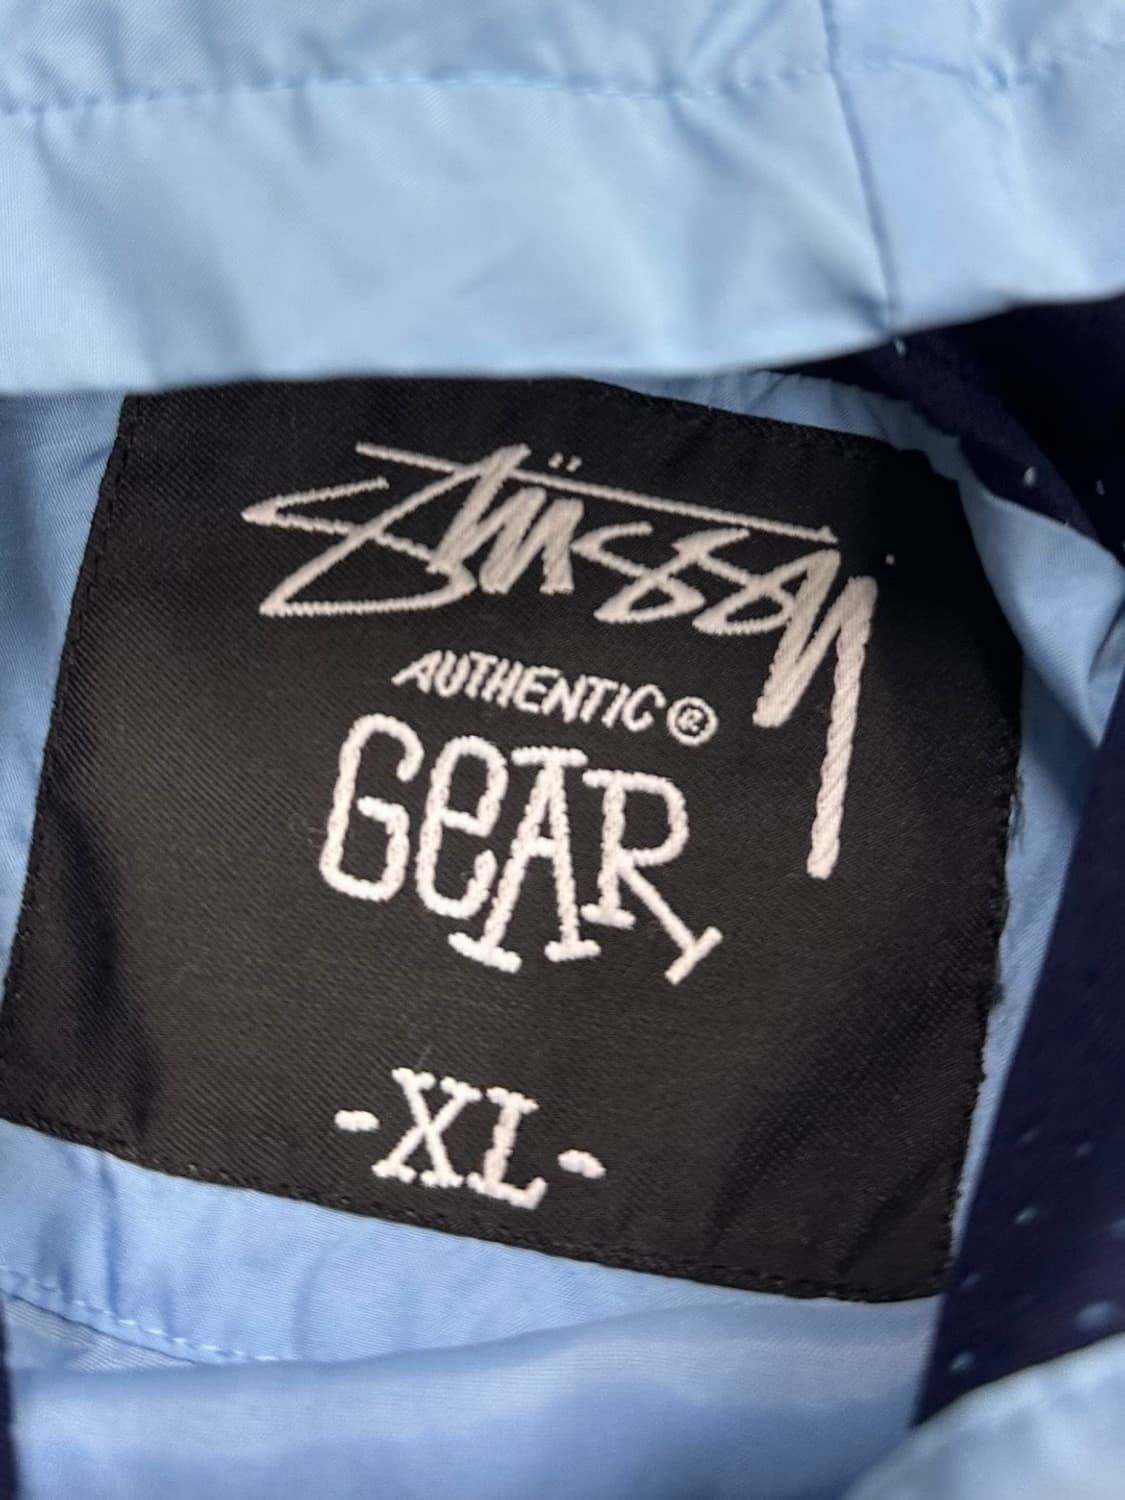 Stüssy
AUTHENTIC®
GeAR
-XL-